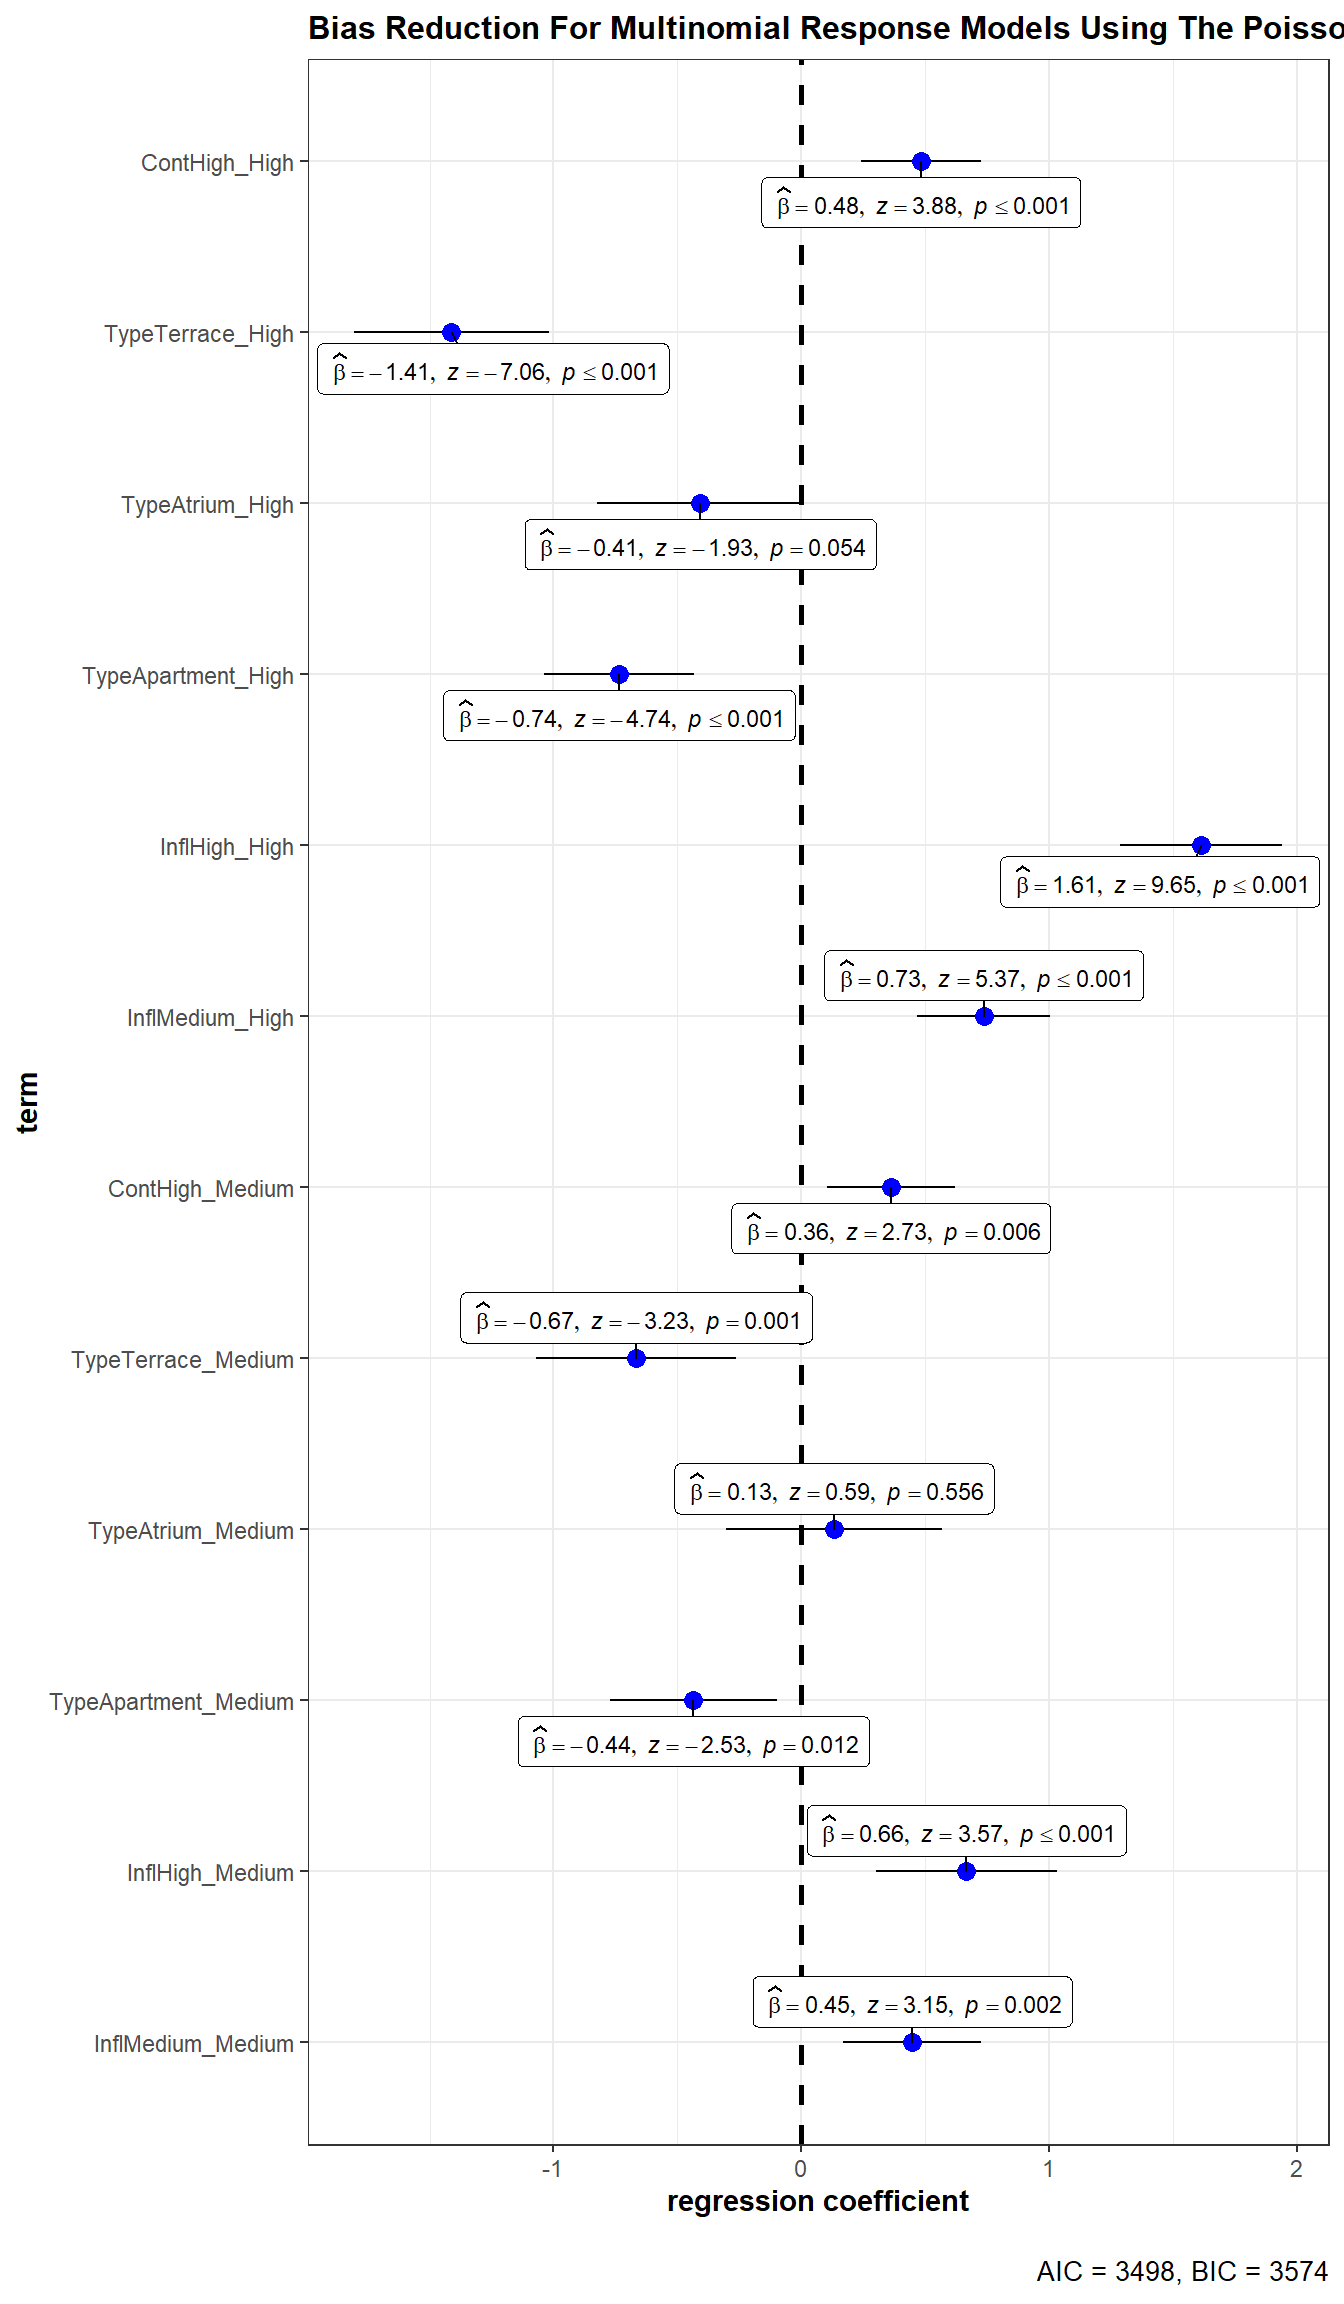 Bias Reduction For Multinomial Response Models Using The Poisso
ContHigh_High
β̂ = 0.48, z = 3.88, p ≤ 0.001
TypeTerrace_High
β̂ = −1.41, z = −7.06, p ≤ 0.001
TypeAtrium_High
β̂ = −0.41, z = −1.93, p = 0.054
TypeApartment_High
β̂ = −0.74, z = −4.74, p ≤ 0.001
InflHigh_High
β̂ = 1.61, z = 9.65, p ≤ 0.001
β̂ = 0.73, z = 5.37, p ≤ 0.001
InflMedium_High
term
ContHigh_Medium
β̂ = 0.36, z = 2.73, p = 0.006
β̂ = −0.67, z = −3.23, p = 0.001
TypeTerrace_Medium
β̂ = 0.13, z = 0.59, p = 0.556
TypeAtrium_Medium
TypeApartment_Medium
β̂ = −0.44, z = −2.53, p = 0.012
β̂ = 0.66, z = 3.57, p ≤ 0.001
InflHigh_Medium
β̂ = 0.45, z = 3.15, p = 0.002
InflMedium_Medium
-1 0 1 2
regression coefficient
AIC = 3498, BIC = 3574